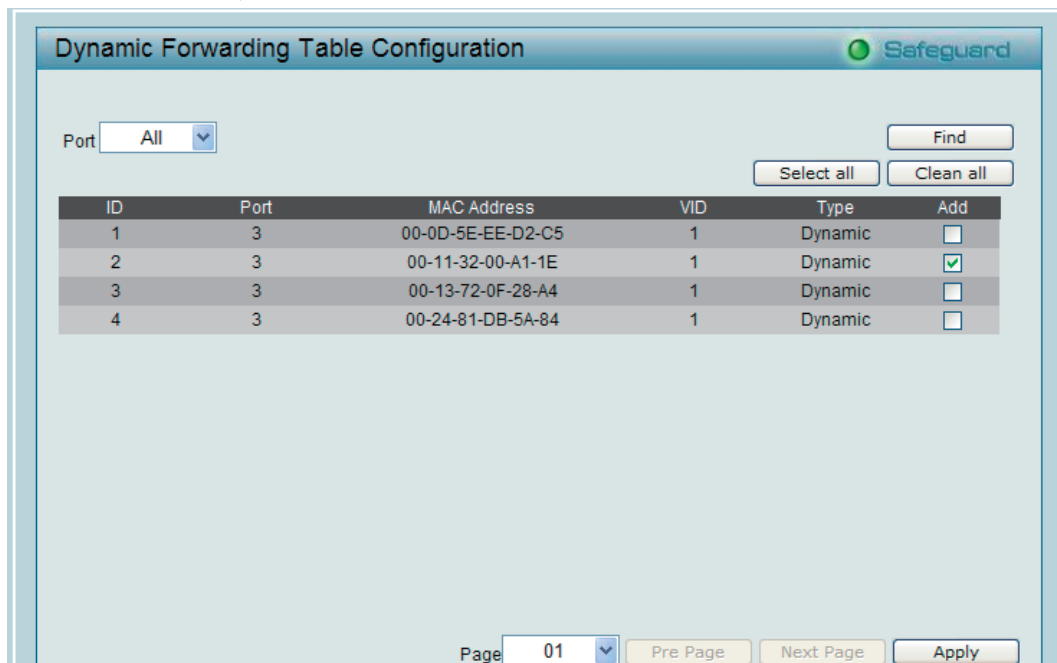 Dynamic Forwarding Table Configuration Safeguard
Port All Find
Select all Clean all
ID Port MAC Address VID Type Add
1 3 00-0D-5E-EE-D2-C5 1 Dynamic
2 3 00-11-32-00-A1-1E 1 Dynamic
3 3 00-13-72-0F-28-A4 1 Dynamic
4 3 00-24-81-DB-5A-84 1 Dynamic
Page 01 Pre Page Next Page Apply